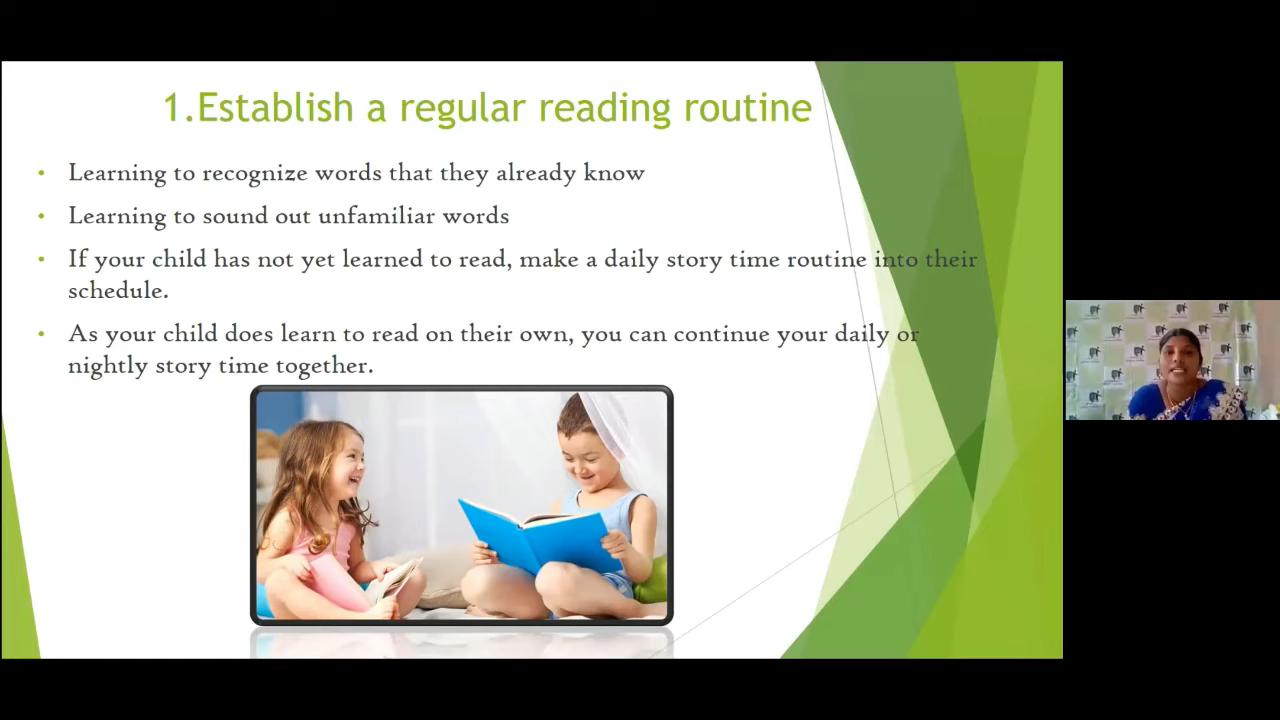 1.Establish a regular reading routine
• Learning to recognize words that they already know
• Learning to sound out unfamiliar words
• If your child has not yet learned to read, make a daily story time routine into their
schedule.
• As your child does learn to read on their own, you can continue your daily or
nightly story time together.